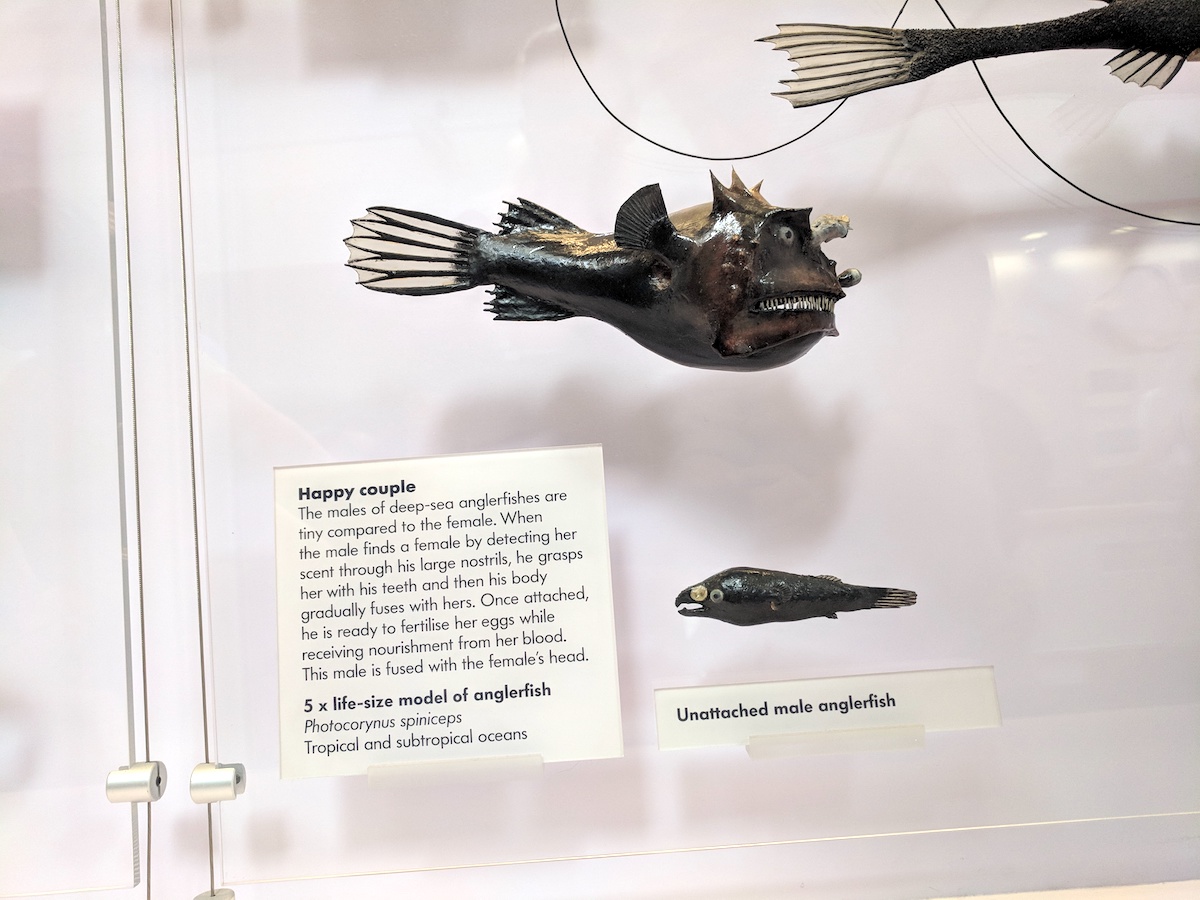 Happy couple
The males of deep-sea anglerfishes are
tiny compared to the female. When
the male finds a female by detecting her
scent through his large nostrils, he grasps
her with his teeth and then his body
gradually fuses with hers. Once attached,
he is ready to fertilise her eggs while
receiving nourishment from her blood.
This male is fused with the female's head.
5 x life-size model of anglerfish
Photocorynus spiniceps
Tropical and subtropical oceans
Unattached male anglerfish